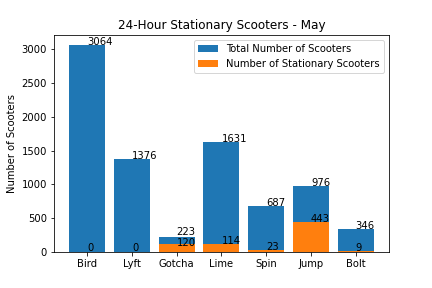 24-Hour Stationary Scooters - May
Number of Scooters
3000
2500
2000
1500
1000
500
0
Total Number of Scooters
Number of Stationary Scooters
3064
1376
223
1631
687
976
346
0
0
120
114
23
443
9
Bird
Lyft
Gotcha
Lime
Spin
Jump
Bolt